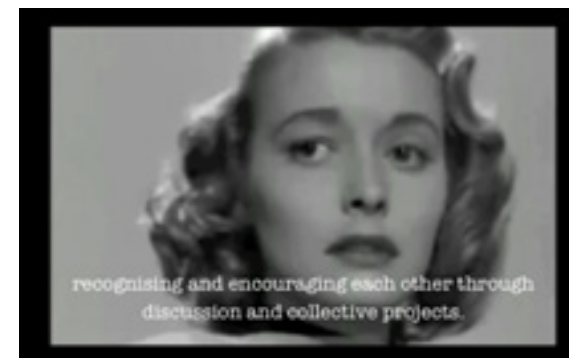 recognising and encouraging each other through
discussion and collective projects.